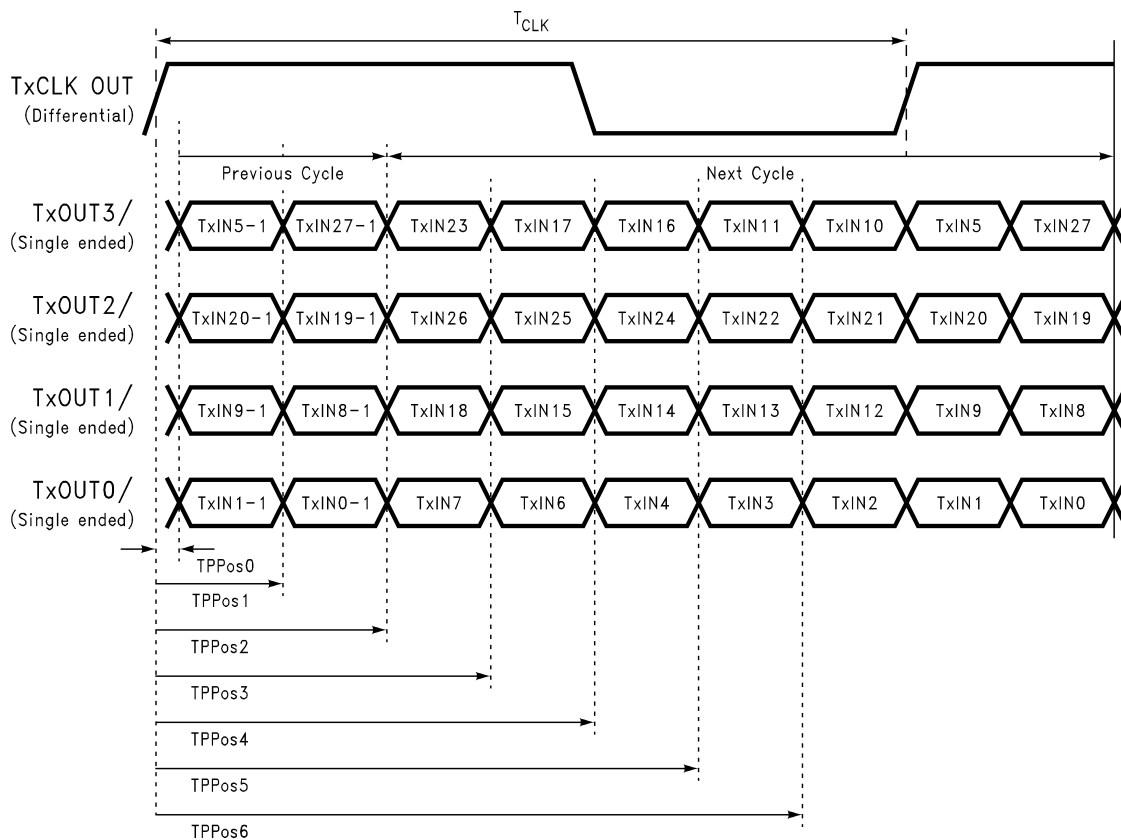 TCLK
TxCLK OUT
(Differential)
Previous Cycle
Next Cycle
TxOUT3/
(Single ended)
TxIN5-1 TxIN27-1 TxIN23 TxIN17 TxIN16 TxIN11 TxIN10 TxIN5 TxIN27
TxOUT2/
(Single ended)
TxIN20-1 TxIN19-1 TxIN26 TxIN25 TxIN24 TxIN22 TxIN21 TxIN20 TxIN19
TxOUT1/
(Single ended)
TxIN9-1 TxIN8-1 TxIN18 TxIN15 TxIN14 TxIN13 TxIN12 TxIN9 TxIN8
TxOUT0/
(Single ended)
TxIN1-1 TxIN0-1 TxIN7 TxIN6 TxIN4 TxIN3 TxIN2 TxIN1 TxIN0
TPPos0
TPPos1
TPPos2
TPPos3
TPPos4
TPPos5
TPPos6